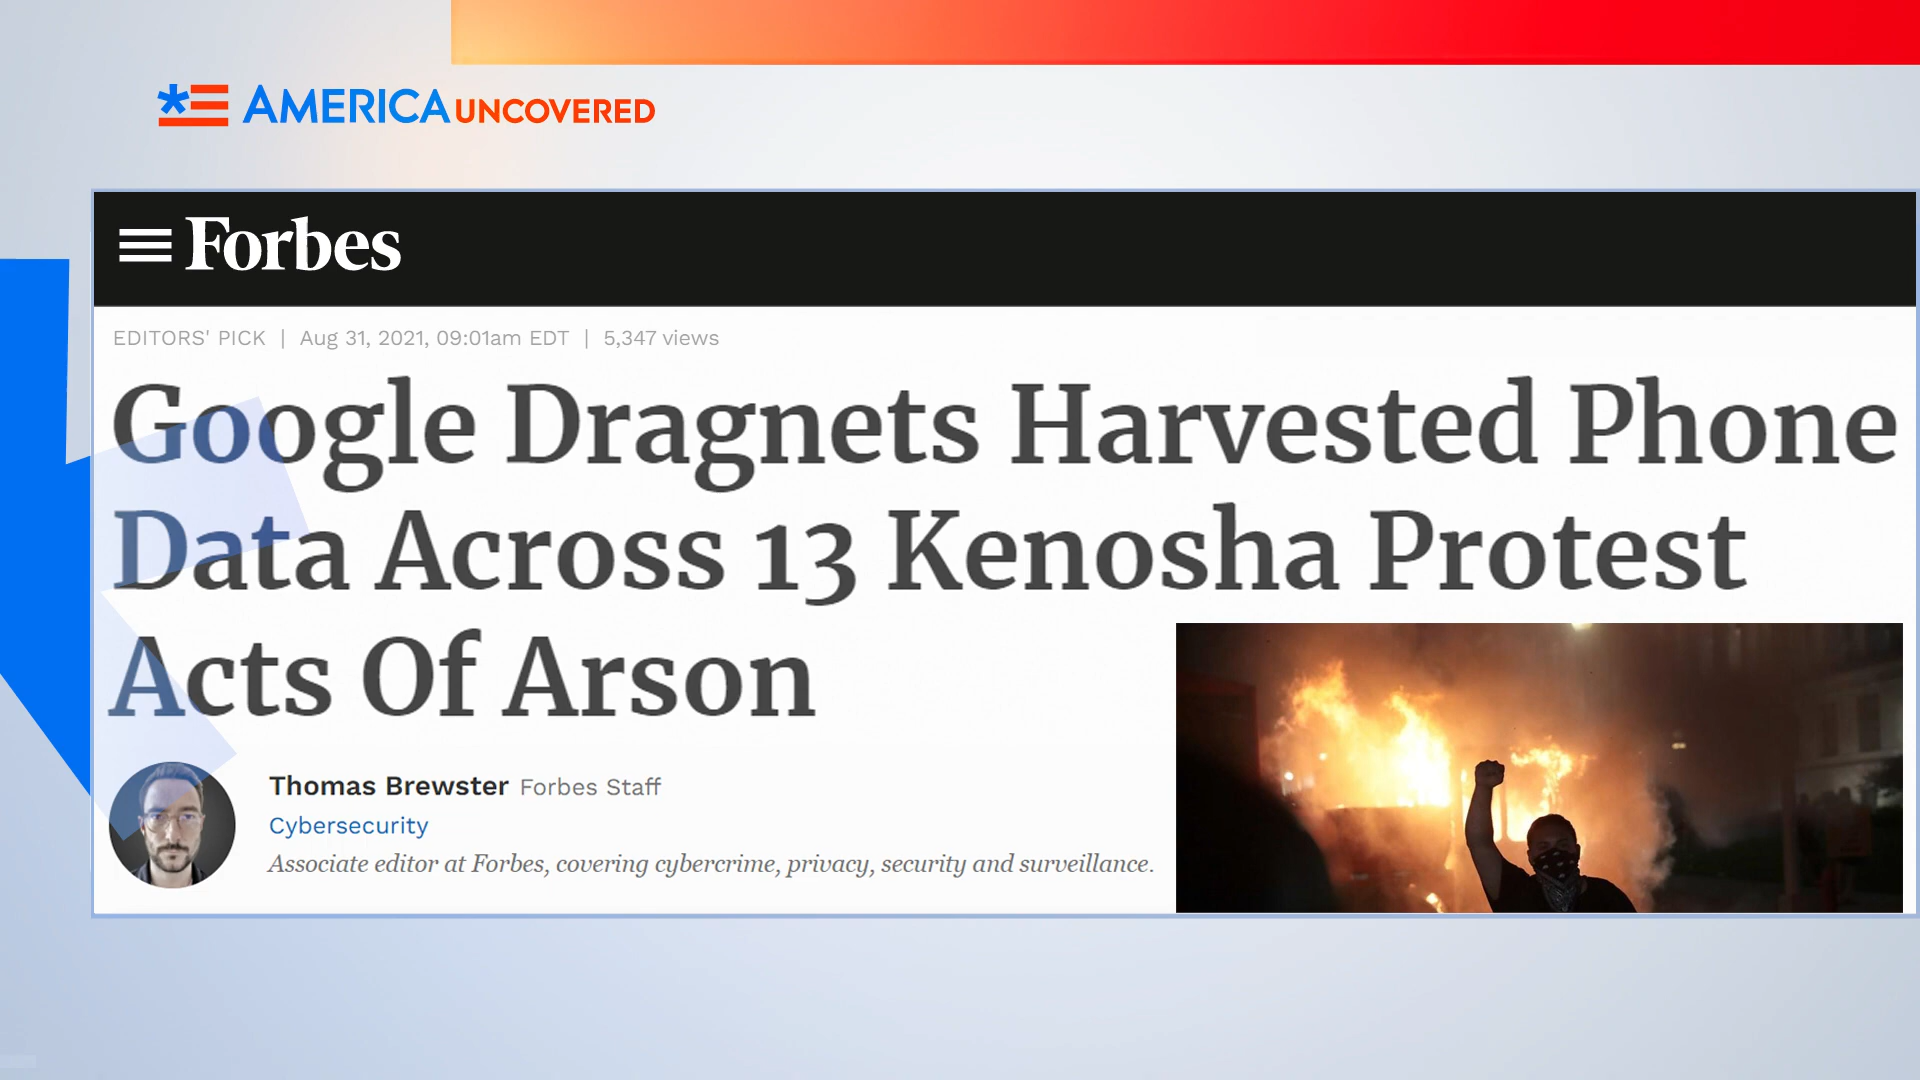 AMERICA UNCOVERED
Forbes
EDITORS' PICK | Aug 31, 2021, 09:01am EDT | 5,347 views
Google Dragnets Harvested Phone
Data Across 13 Kenosha Protest
Acts Of Arson
Thomas Brewster Forbes Staff
Cybersecurity
Associate editor at Forbes, covering cybercrime, privacy, security and surveillance.